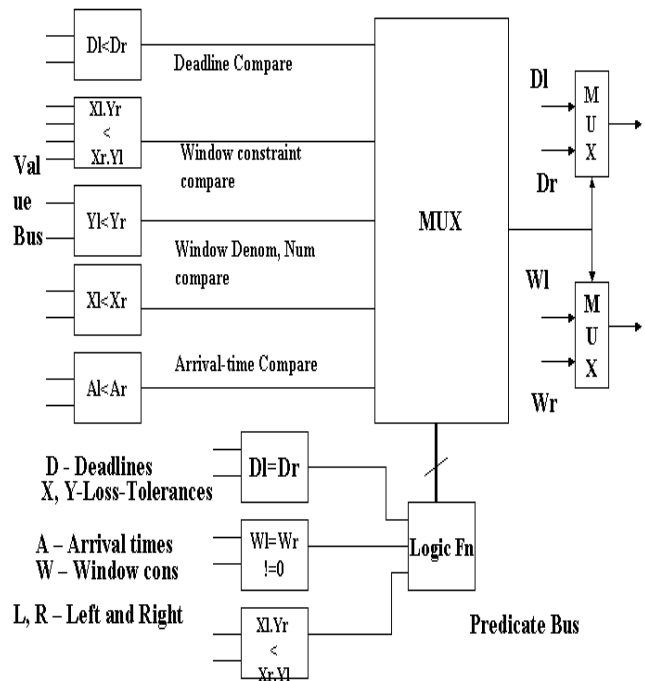 Dl<Dr
Deadline Compare
Xl.Yr
<
Xr.Yl
Window constraint
compare
Val
ue
Bus
Yl<Yr
Window Denom, Num
compare
Xl<Xr
Arrival-time Compare
Al<Ar
MUX
Dl
M
U
X
Dr
Wl
M
U
X
Wr
D - Deadlines
X, Y-Loss-Tolerances
A – Arrival times
W – Window cons
L, R – Left and Right
Dl=Dr
Wl=Wr
!=0
Xl.Yr
<
Xr.Yl
Logic Fn
Predicate Bus